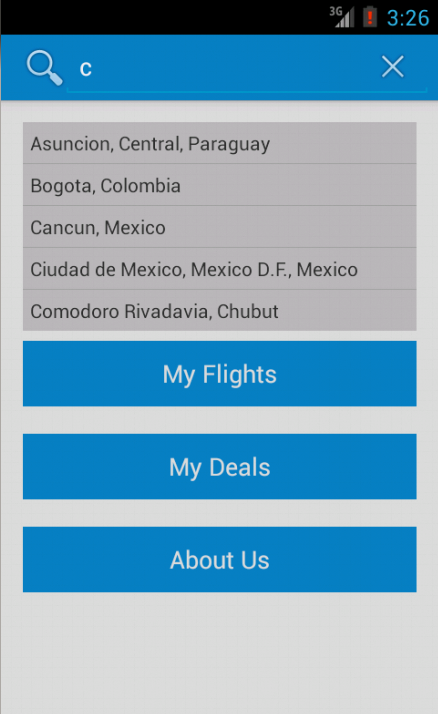 3G
3:26
c
Asuncion, Central, Paraguay
Bogota, Colombia
Cancun, Mexico
Ciudad de Mexico, Mexico D.F., Mexico
Comodoro Rivadavia, Chubut
My Flights
My Deals
About Us